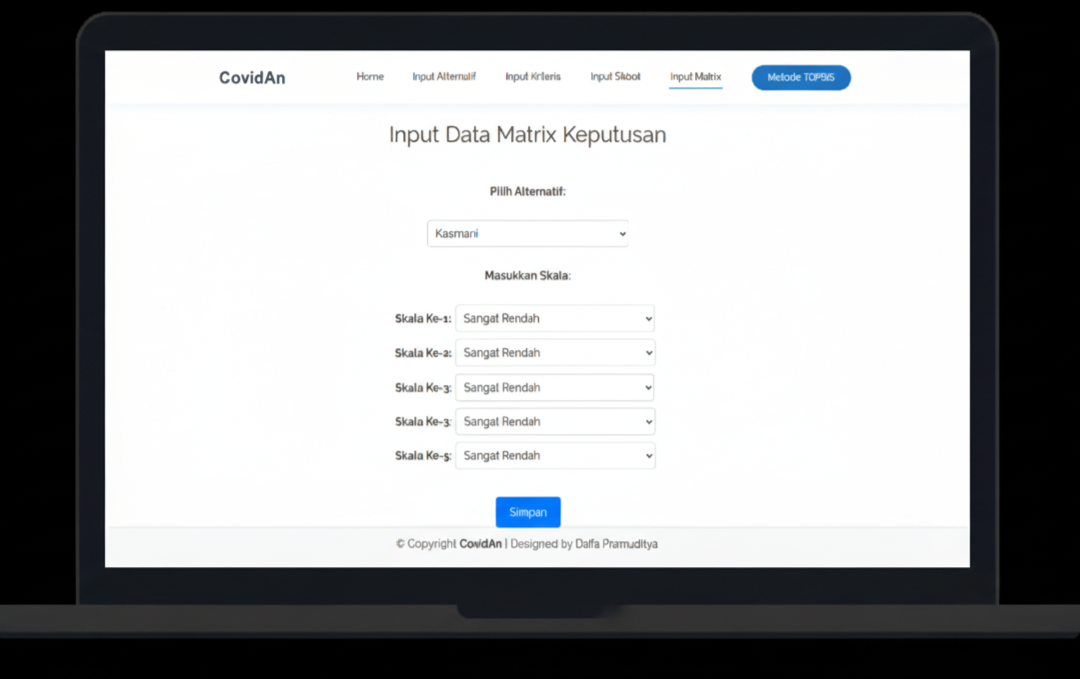 CovidAn Home Input Alternatif Input Kriteris Input Skbot Input Matrix Metode TOPSIS
Input Data Matrix Keputusan
Pilih Alternatif:
Kasmani
Masukkan Skala:
Skala Ke-1: Sangat Rendah
Skala Ke-2: Sangat Rendah
Skala Ke-3: Sangat Rendah
Skala Ke-3: Sangat Rendah
Skala Ke-5: Sangat Rendah
Simpan
© Copyright CovidAn | Designed by Daffa Pramuditya